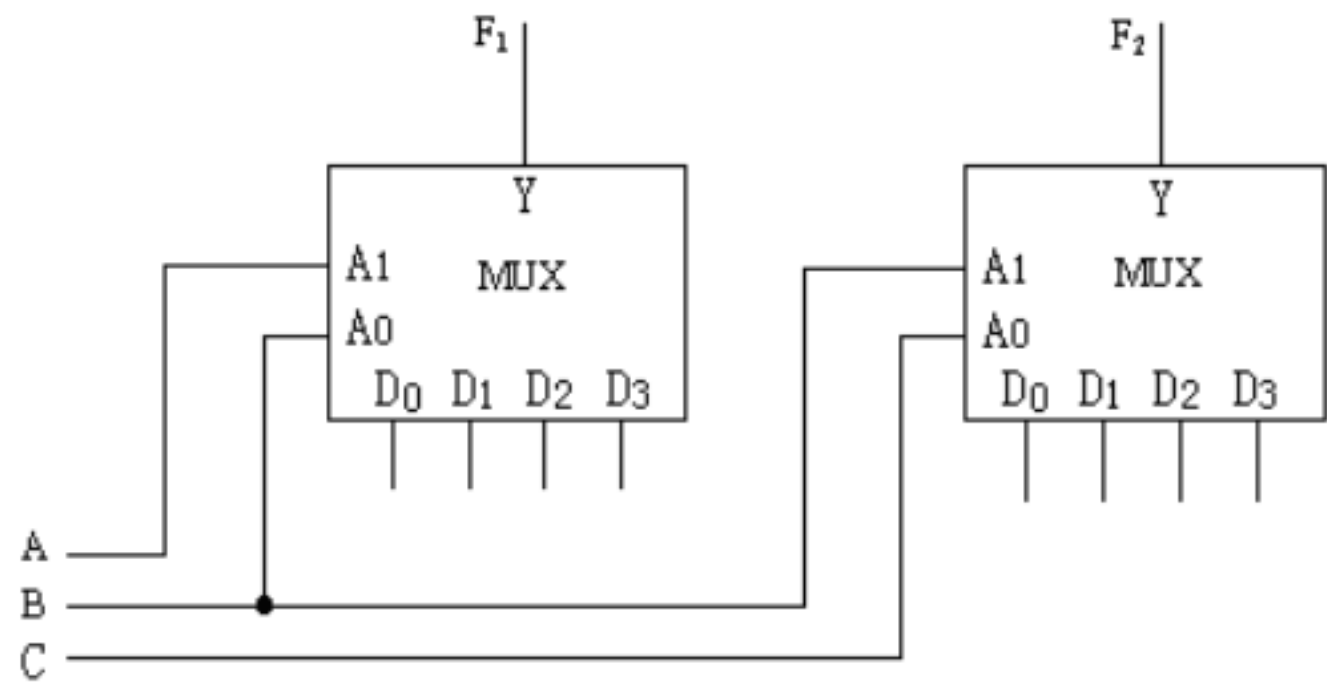 F₁ F₂
Y Y
A1 MUX A1 MUX
A0 A0
D₀ D₁ D₂ D₃ D₀ D₁ D₂ D₃
A
B
C